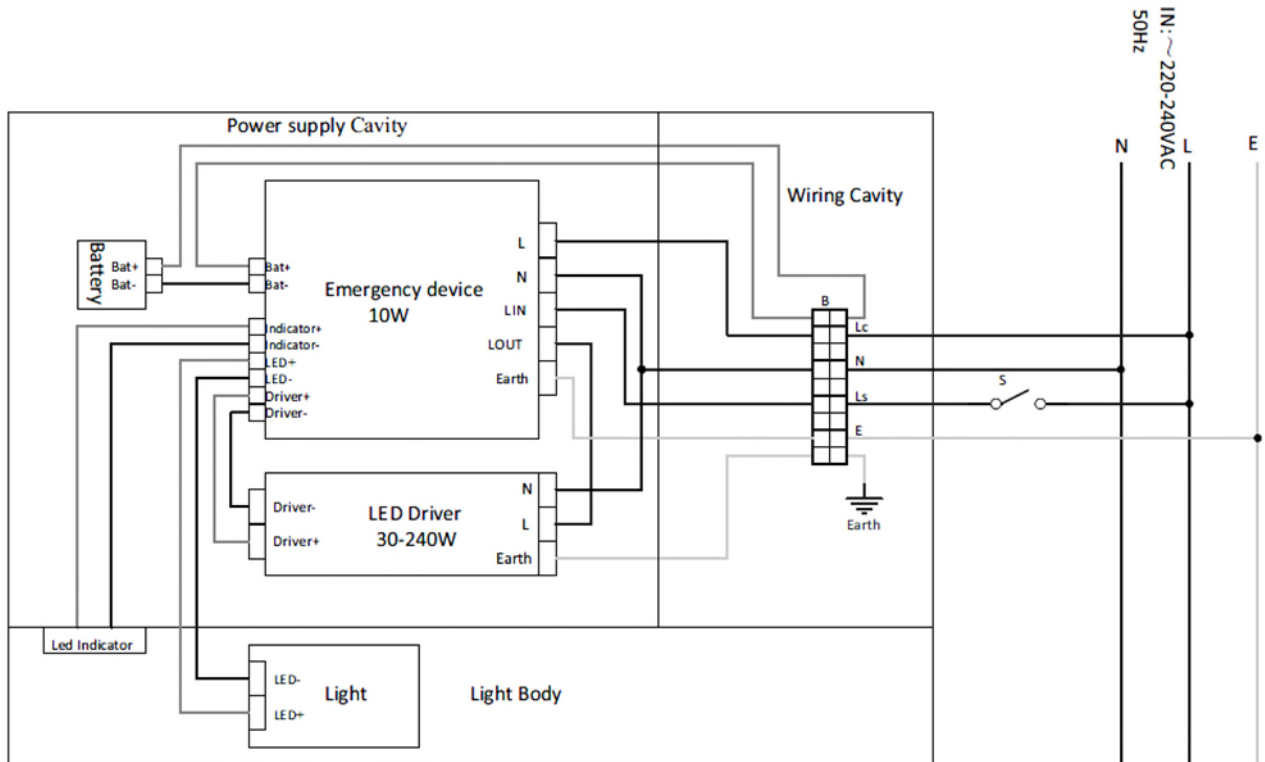 IN: ～220-240VAC
50Hz
Power supply Cavity
N
L
E
Wiring Cavity
Battery
Bat+
Bat-
Bat+
Bat-
Indicator+
Indicator-
LED+
LED-
Driver+
Driver-
Emergency device
10W
L
N
LIN
LOUT
Earth
B
Lc
N
Ls
E
S
Earth
Driver-
Driver+
LED Driver
30-240W
N
L
Earth
Led Indicator
LED-
LED+
Light
Light Body